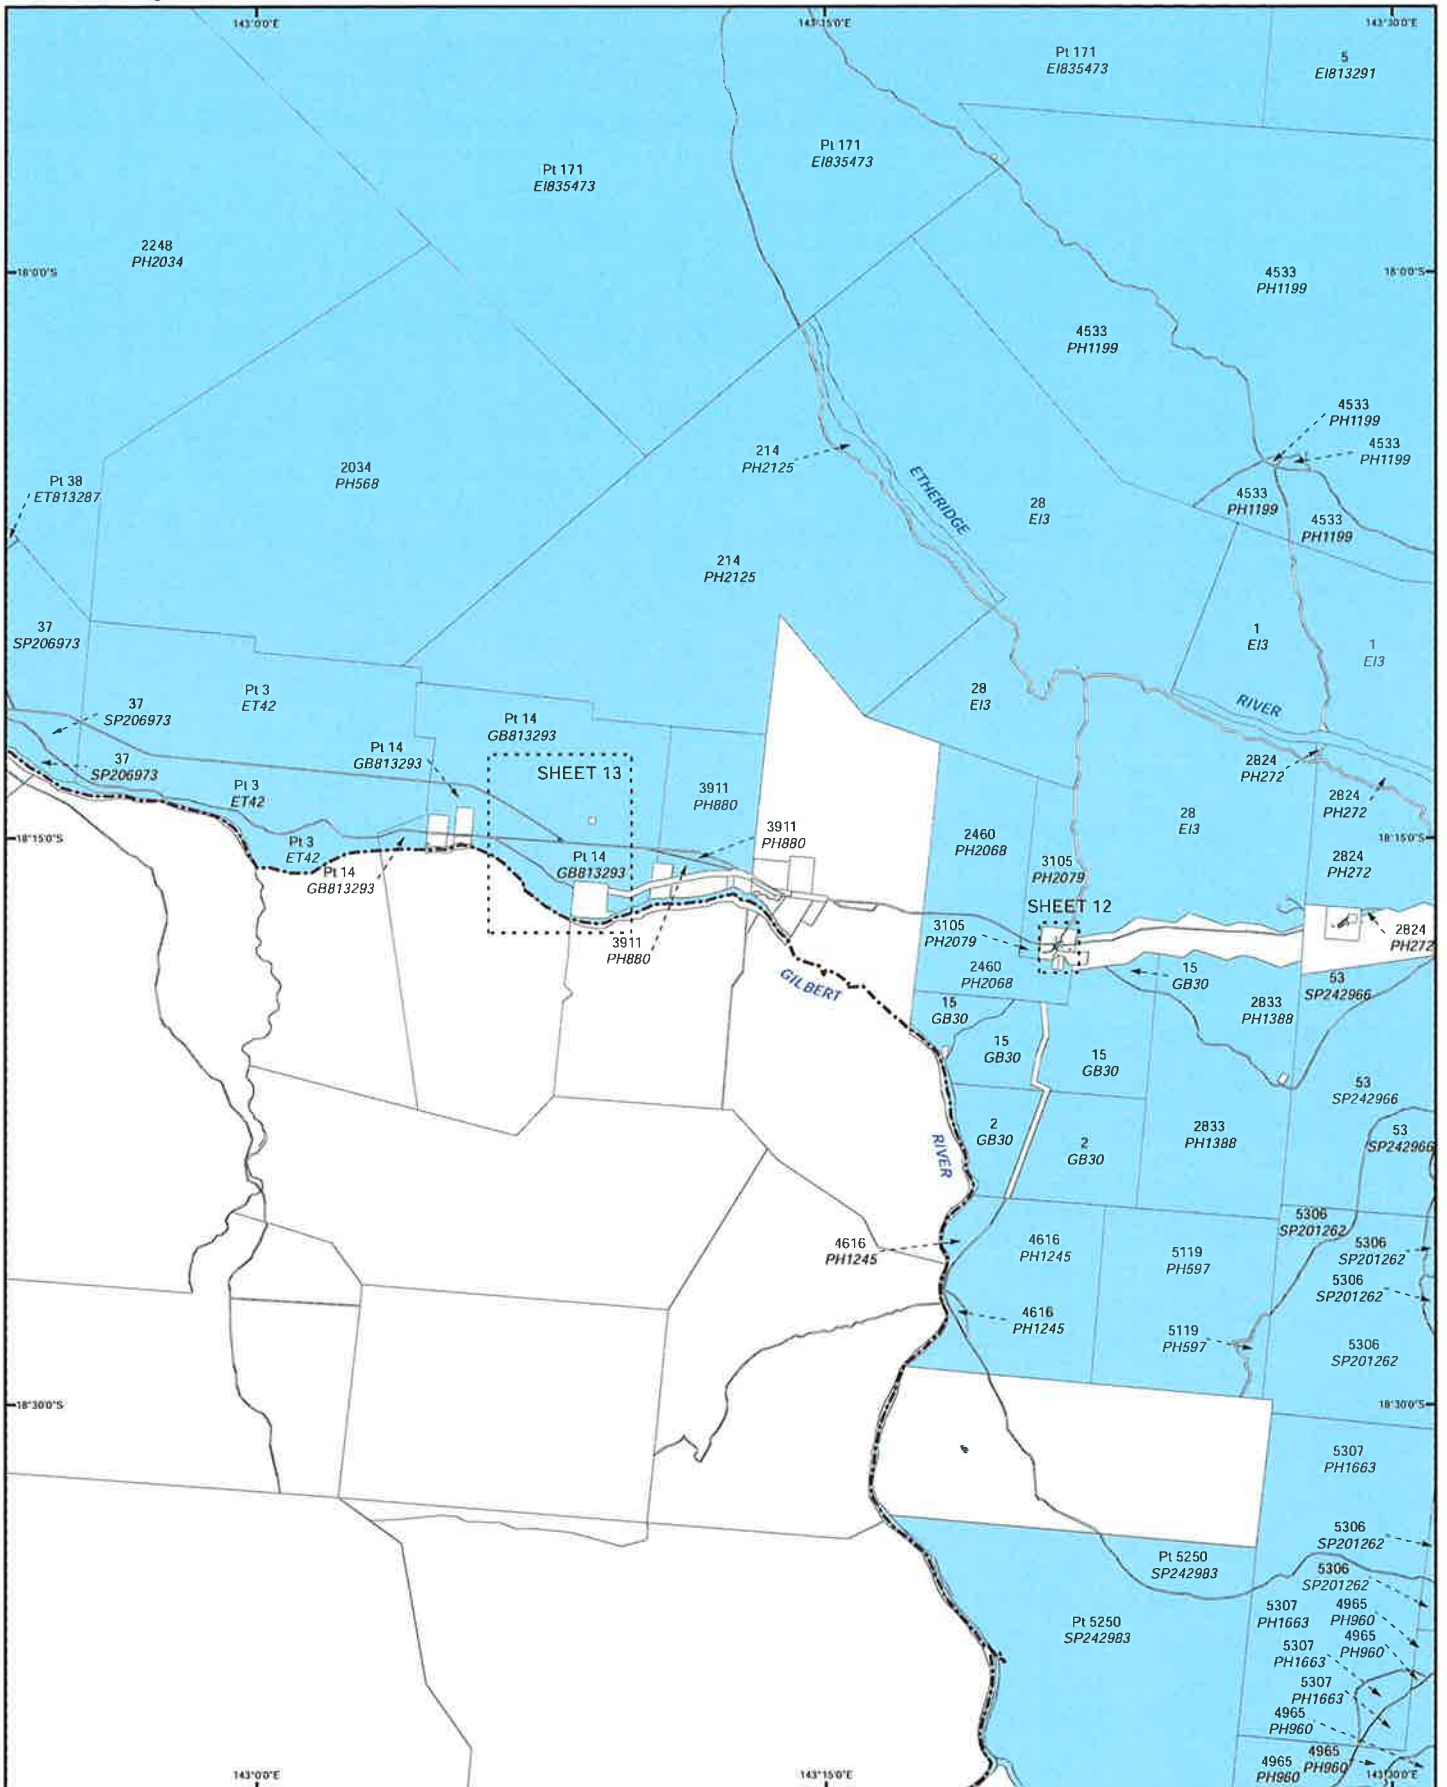 143°0'0"E
143°15'0"E
143°30'0"E
Pt 171
EI835473
5
EI813291
Pt 171
EI835473
Pt 171
EI835473
2248
PH2034
18°0'0"S
18°0'0"S
4533
PH1199
4533
PH1199
4533
PH1199
4533
PH1199
214
PH2125
2034
PH568
Pt 38
ET813287
ETHERIDGE
28
EI3
4533
PH1199
4533
PH1199
214
PH2125
37
SP206973
1
EI3
1
EI3
Pt 3
ET42
28
EI3
RIVER
37
SP206973
Pt 14
GB813293
Pt 14
GB813293
37
SP206973
SHEET 13
2824
PH272
Pt 3
ET42
3911
PH880
2824
PH272
28
EI3
18°15'0"S
18°15'0"S
3911
PH880
2460
PH2068
Pt 3
ET42
Pt 14
GB813293
Pt 14
GB813293
3105
PH2079
2824
PH272
SHEET 12
3911
PH880
3105
PH2079
2824
PH272
GILBERT
2460
PH2068
15
GB30
53
SP242966
15
GB30
2833
PH1388
15
GB30
15
GB30
53
SP242966
2
GB30
2
GB30
2833
PH1388
53
SP242966
RIVER
5306
SP201262
4616
PH1245
4616
PH1245
5119
PH597
5306
SP201262
5306
SP201262
4616
PH1245
5119
PH597
5306
SP201262
18°30'0"S
18°30'0"S
5307
PH1663
5306
SP201262
Pt 5250
SP242983
5306
SP201262
5307
PH1663
4965
PH960
Pt 5250
SP242983
4965
PH960
5307
PH1663
5307
PH1663
4965
PH960
4965
PH960
4965
PH960
143°0'0"E
143°15'0"E
143°30'0"E